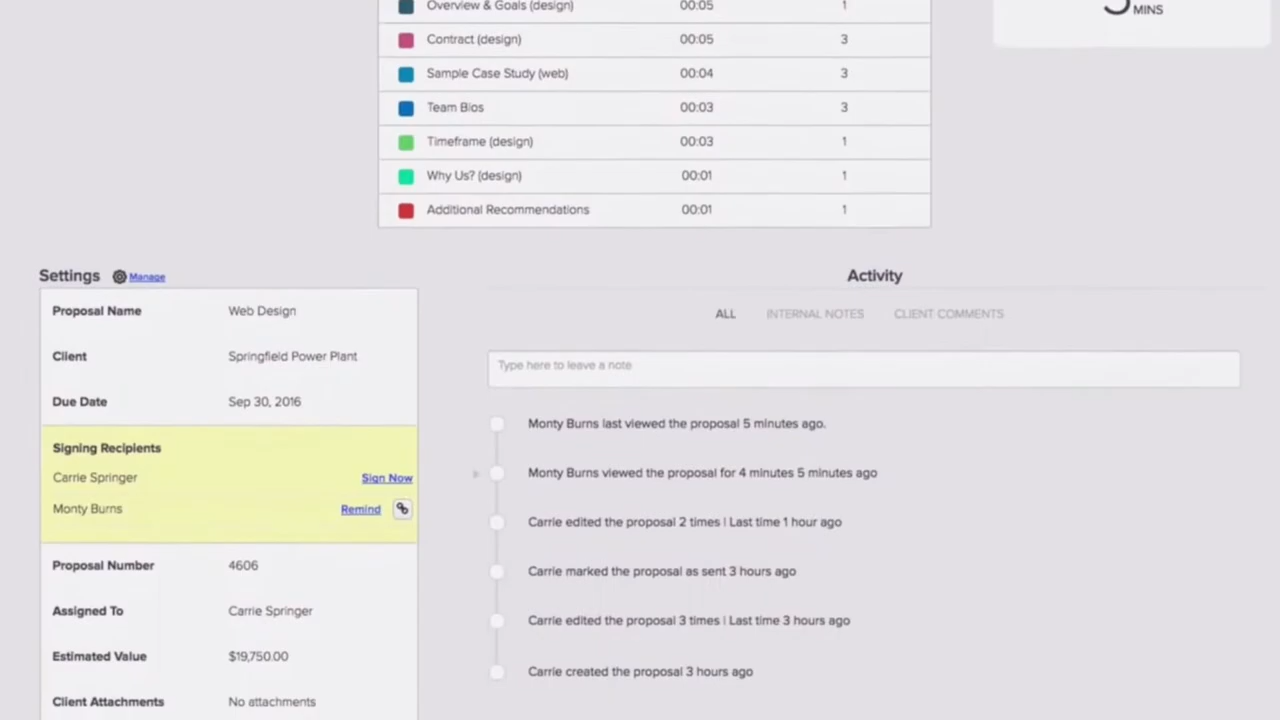 Overview & Goals (design) 00:05 1
MINS
Contract (design) 00:05 3
Sample Case Study (web) 00:04 3
Team Bios 00:03 3
Timeframe (design) 00:03 1
Why Us? (design) 00:01 1
Additional Recommendations 00:01 1
Settings Manage
Proposal Name Web Design
Client Springfield Power Plant
Due Date Sep 30, 2016
Signing Recipients
Carrie Springer Sign Now
Monty Burns Remind
Proposal Number 4606
Assigned To Carrie Springer
Estimated Value $19,750.00
Client Attachments No attachments
Activity
ALL INTERNAL NOTES CLIENT COMMENTS
Type here to leave a note
Monty Burns last viewed the proposal 5 minutes ago.
Monty Burns viewed the proposal for 4 minutes 5 minutes ago
Carrie edited the proposal 2 times | Last time 1 hour ago
Carrie marked the proposal as sent 3 hours ago
Carrie edited the proposal 3 times | Last time 3 hours ago
Carrie created the proposal 3 hours ago